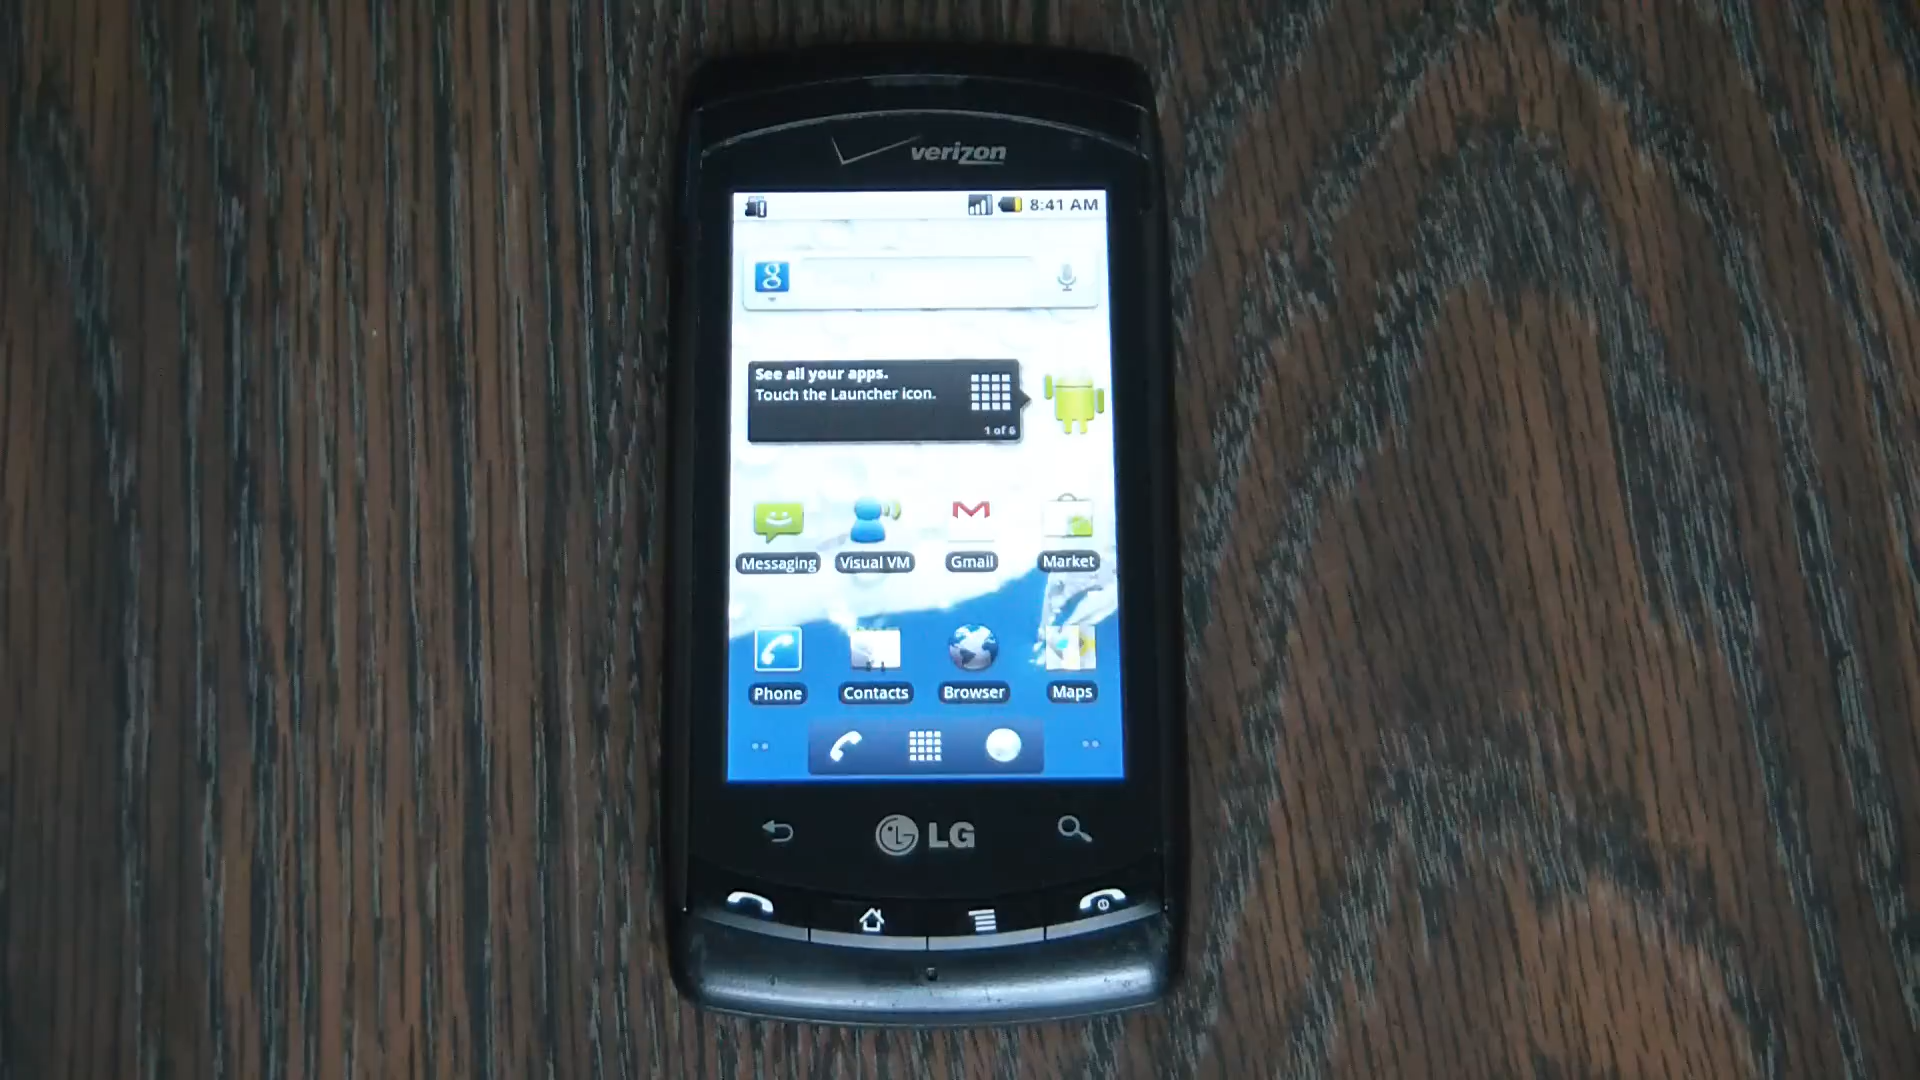 verizon
8:41 AM
g
See all your apps.
Touch the Launcher icon.
1 of 6
Messaging Visual VM Gmail Market
Phone Contacts Browser Maps
LG